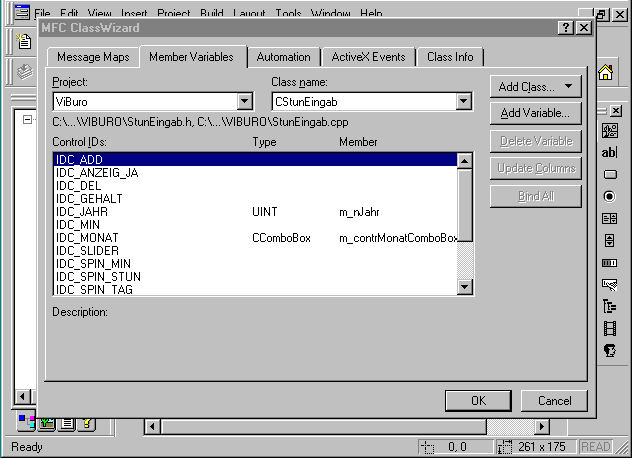 File Edit View Insert Project Build Layout Tools Window Help
MFC ClassWizard
Message Maps Member Variables Automation ActiveX Events Class Info
Project: Class name:
ViBuro CStunEingab
Add Class...
Add Variable...
C:\...\VIBURO\StunEingab.h, C:\...\VIBURO\StunEingab.cpp
Control IDs: Type Member
Delete Variable
IDC_ADD
Update Columns
IDC_ANZEIG_JA
IDC_DEL
Bind All
IDC_GEHALT
IDC_JAHR UINT m_nJahr
IDC_MIN
IDC_MONAT CComboBox m_contrMonatComboBox
IDC_SLIDER
IDC_SPIN_MIN
IDC_SPIN_STUN
IDC_SPIN_TAG
Description:
OK Cancel
Ready 0, 0 261 x 175 READ
ab|